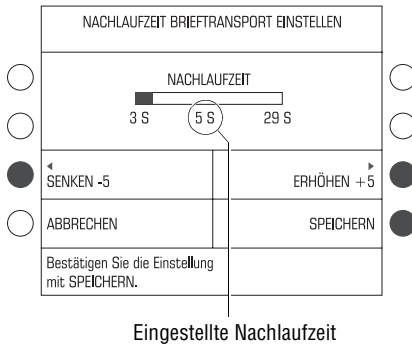 NACHLAUFZEIT BRIEFTRANSPORT EINSTELLEN
NACHLAUFZEIT
3 S 5 S 29 S
SENKEN -5 ERHÖHEN +5
ABBRECHEN SPEICHERN
Bestätigen Sie die Einstellung
mit SPEICHERN.
Eingestellte Nachlaufzeit